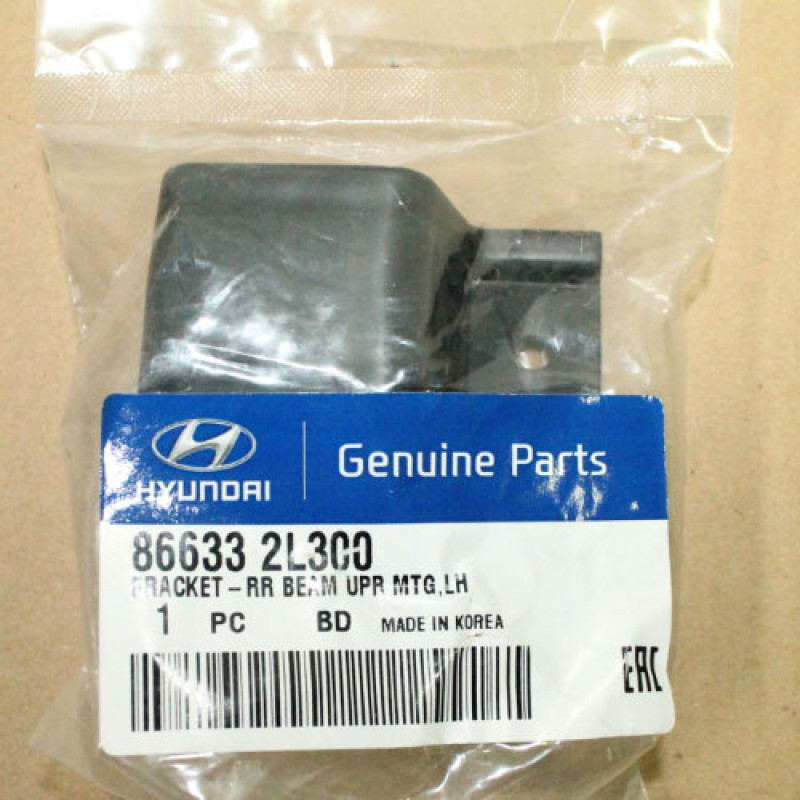 HYUNDAI
Genuine Parts
86633 2L300
BRACKET-RR BEAM UPR MTG,LH
1 PC BD MADE IN KOREA
EAC